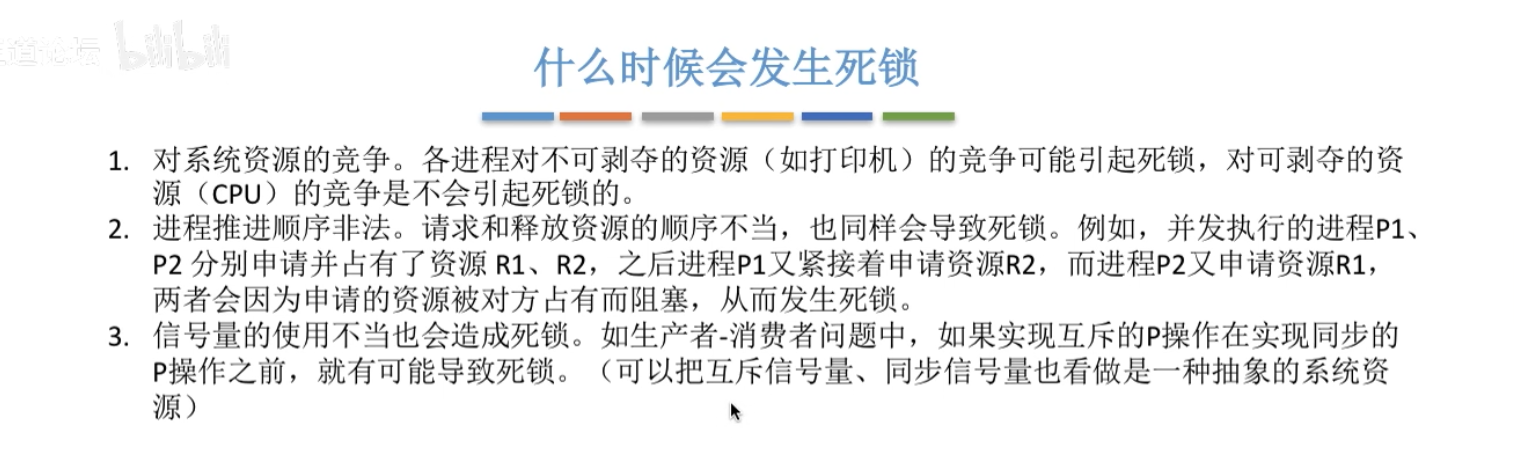 道论坛 bilibili
什么时候会发生死锁
1. 对系统资源的竞争。各进程对不可剥夺的资源（如打印机）的竞争可能引起死锁，对可剥夺的资
源（CPU）的竞争是不会引起死锁的。
2. 进程推进顺序非法。请求和释放资源的顺序不当，也同样会导致死锁。例如，并发执行的进程P1、
P2 分别申请并占有了资源 R1、R2，之后进程P1又紧接着申请资源R2，而进程P2又申请资源R1，
两者会因为申请的资源被对方占有而阻塞，从而发生死锁。
3. 信号量的使用不当也会造成死锁。如生产者-消费者问题中，如果实现互斥的P操作在实现同步的
P操作之前，就有可能导致死锁。（可以把互斥信号量、同步信号量也看做是一种抽象的系统资
源）